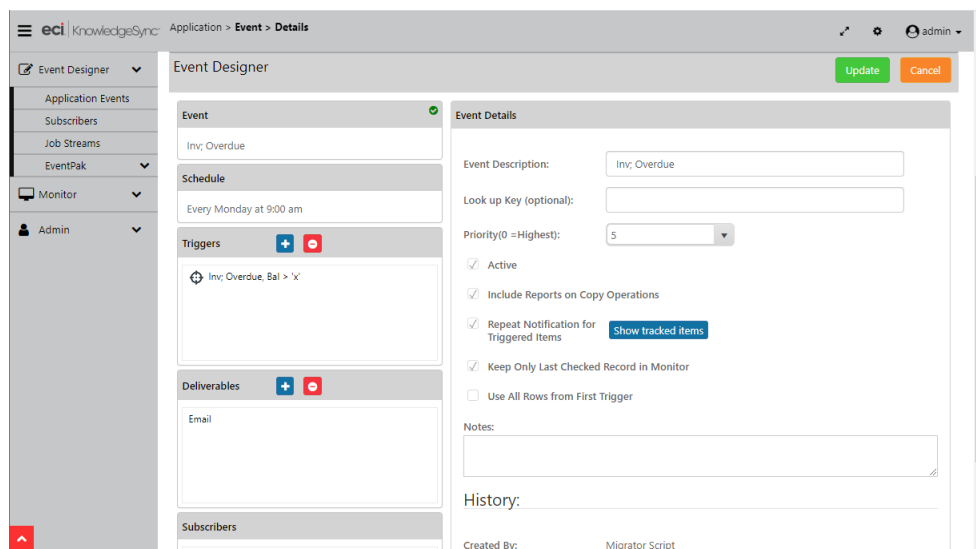 eci KnowledgeSync
Application > Event > Details
admin
Event Designer
Application Events
Subscribers
Job Streams
EventPak
Monitor
Admin
Event Designer
Update
Cancel
Event
Inv; Overdue
Schedule
Every Monday at 9:00 am
Triggers
Inv; Overdue, Bal > 'x'
Deliverables
Email
Subscribers
Event Details
Event Description:
Inv; Overdue
Look up Key (optional):
Priority(0 =Highest):
5
Active
Include Reports on Copy Operations
Repeat Notification for
Triggered Items
Show tracked items
Keep Only Last Checked Record in Monitor
Use All Rows from First Trigger
Notes:
History:
Created By:
Migrator Script